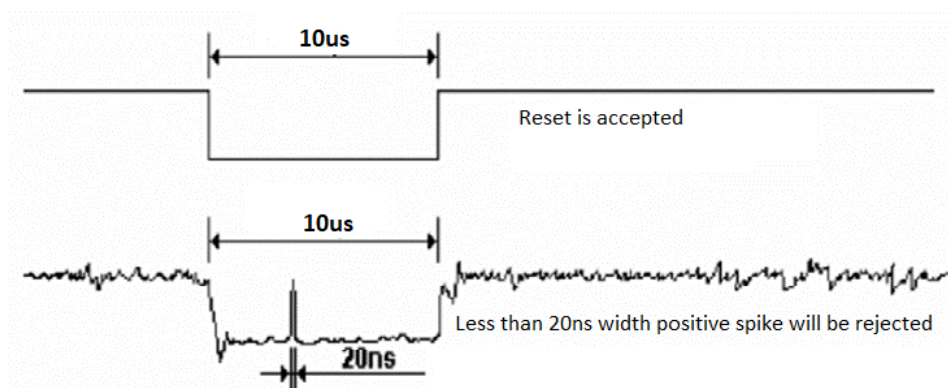 10us
Reset is accepted
10us
Less than 20ns width positive spike will be rejected
20ns